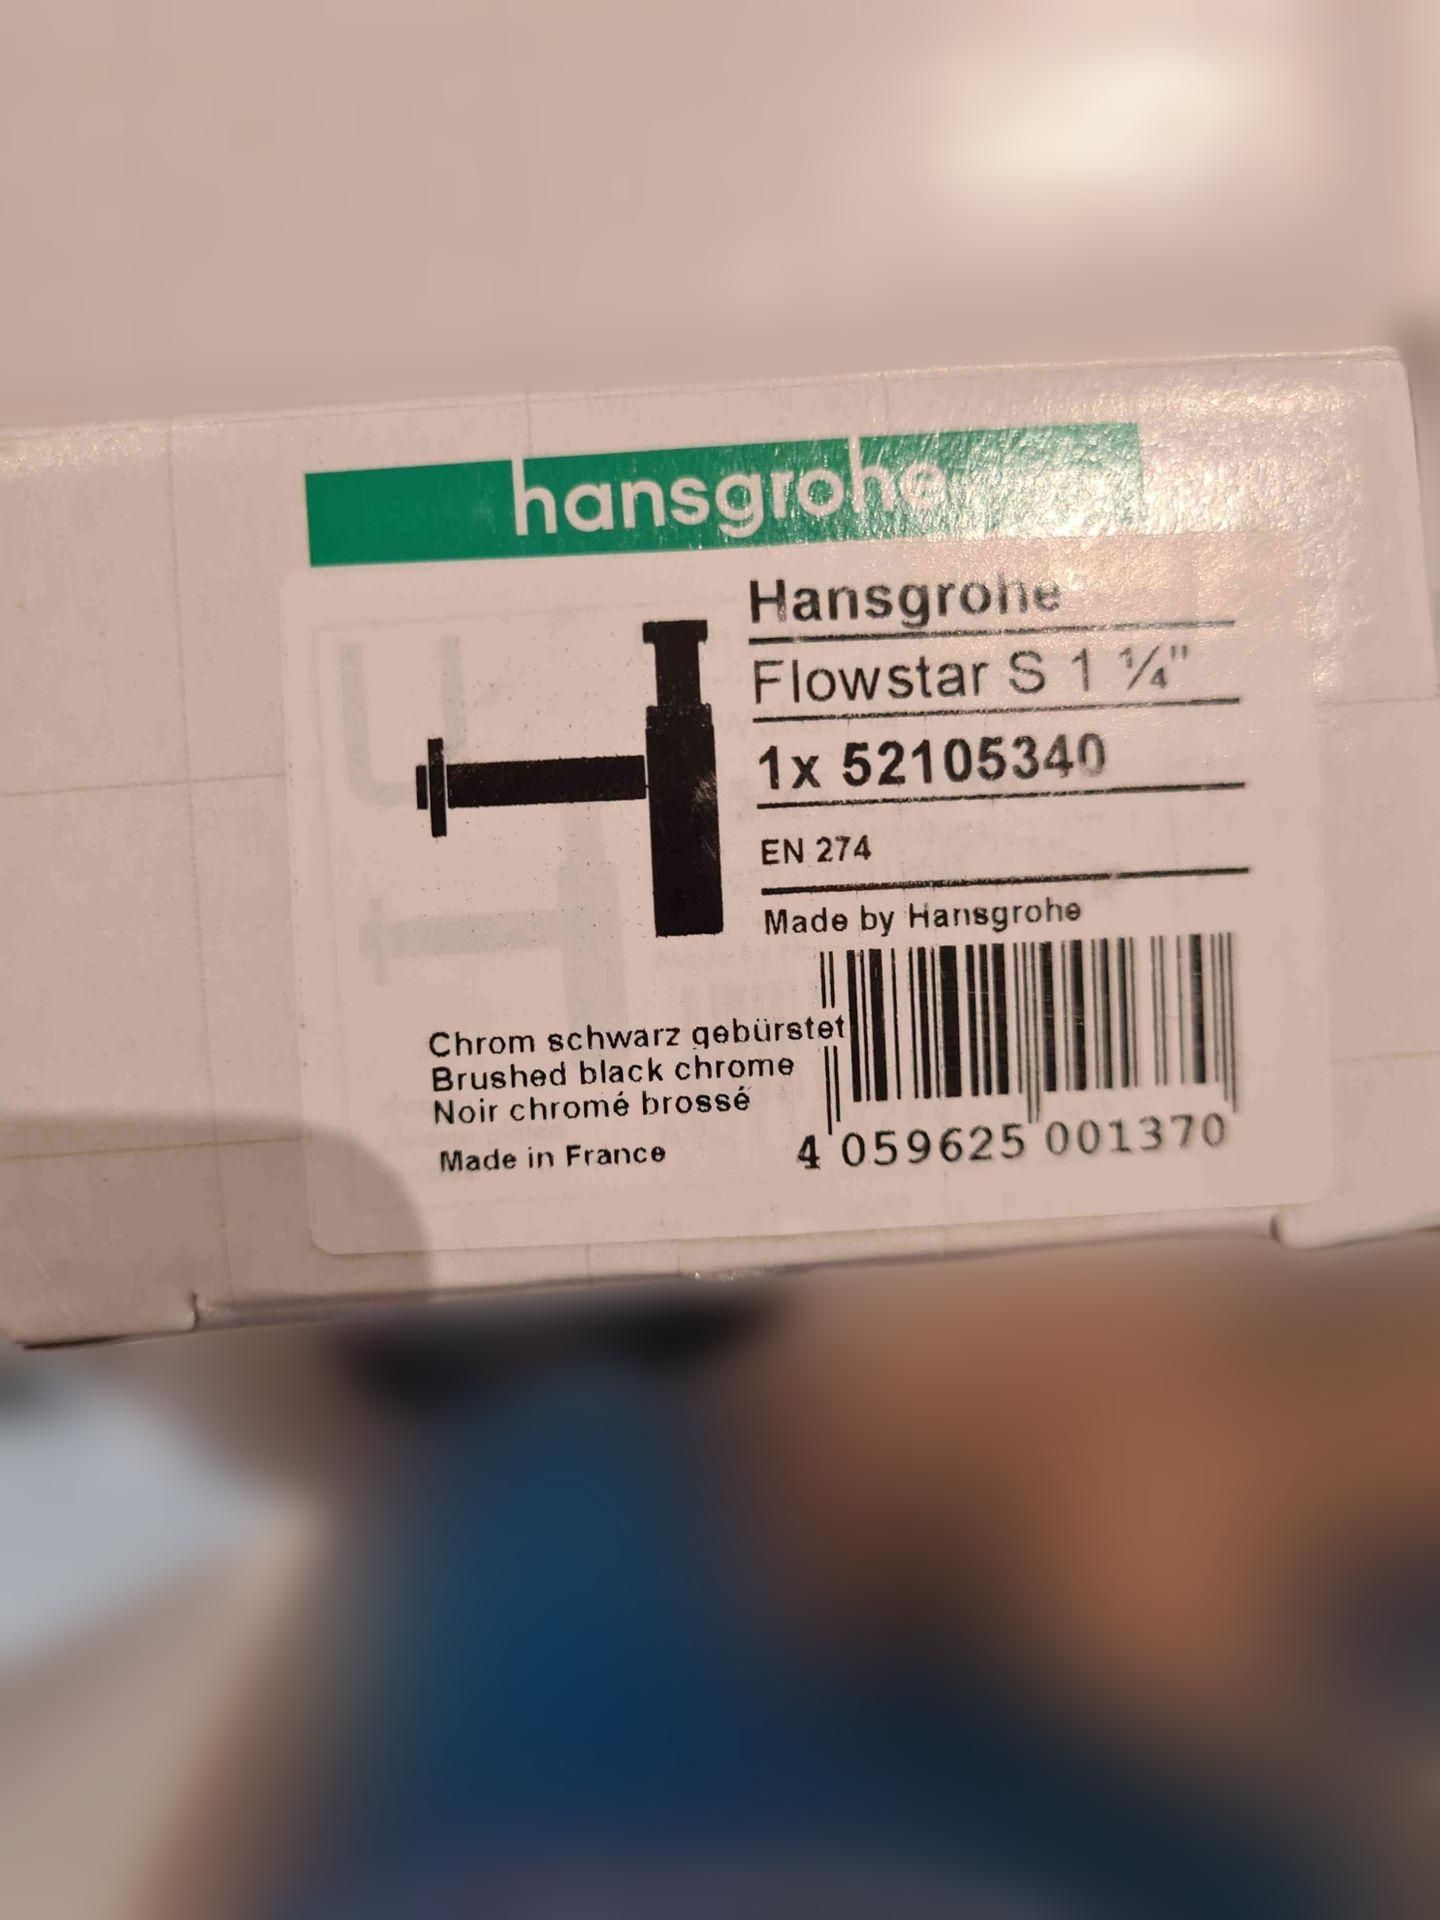 hansgrohe
Hansgrohe
Flowstar S 1 ¼"
1x 52105340
EN 274
Made by Hansgrohe
Chrom schwarz gebürstet
Brushed black chrome
Noir chromé brossé
Made in France
4 059625 001370